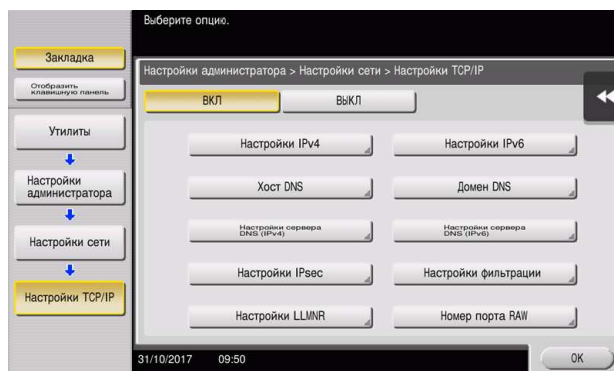 Выберите опцию.
Закладка
Отобразить
клавишную панель
Настройки администратора > Настройки сети > Настройки TCP/IP
ВКЛ ВЫКЛ
Утилиты
Настройки
администратора
Настройки сети
Настройки TCP/IP
Настройки IPv4 Настройки IPv6
Хост DNS Домен DNS
Настройки сервера
DNS (IPv4)
Настройки сервера
DNS (IPv6)
Настройки IPsec Настройки фильтрации
Настройки LLMNR Номер порта RAW
31/10/2017 09:50 OK